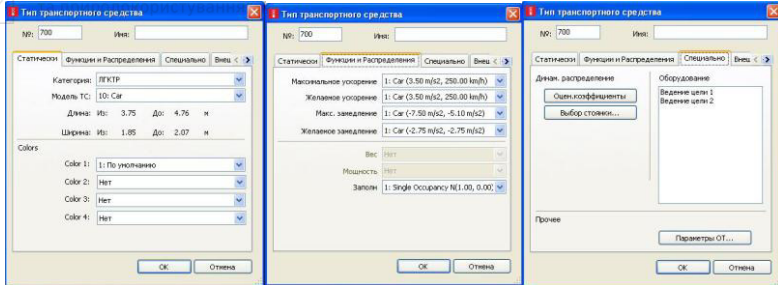 Тип транспортного средства
№: 700 Имя:
Статически Функции и Распределения Специально Внеш
Категория: ЛГКТР
Модель ТС: 10: Car
Длина: Из: 3.75 До: 4.76 м
Ширина: Из: 1.85 До: 2.07 м
Colors
Color 1: 1: По умолчанию
Color 2: Нет
Color 3: Нет
Color 4: Нет
ОК Отмена
Тип транспортного средства
№: 700 Имя:
Статически Функции и Распределения Специально Внеш
Максимальное ускорение 1: Car (3.50 m/s2, 250.00 km/h)
Желаемое ускорение 1: Car (3.50 m/s2, 250.00 km/h)
Макс. замедление 1: Car (-7.50 m/s2, -5.10 m/s2)
Желаемое замедление 1: Car (-2.75 m/s2, -2.75 m/s2)
Вес Нет
Мощность Нет
Заполн 1: Single Occupancy N(1.00, 0.00)
ОК Отмена
Тип транспортного средства
№: 700 Имя:
Статически Функции и Распределения Специально Внеш
Динам. распределение Оборудование
Оцен.коэффициенты Ведение цели 1
Выбор стоянки... Ведение цели 2
Прочее
Параметры ОТ...
ОК Отмена